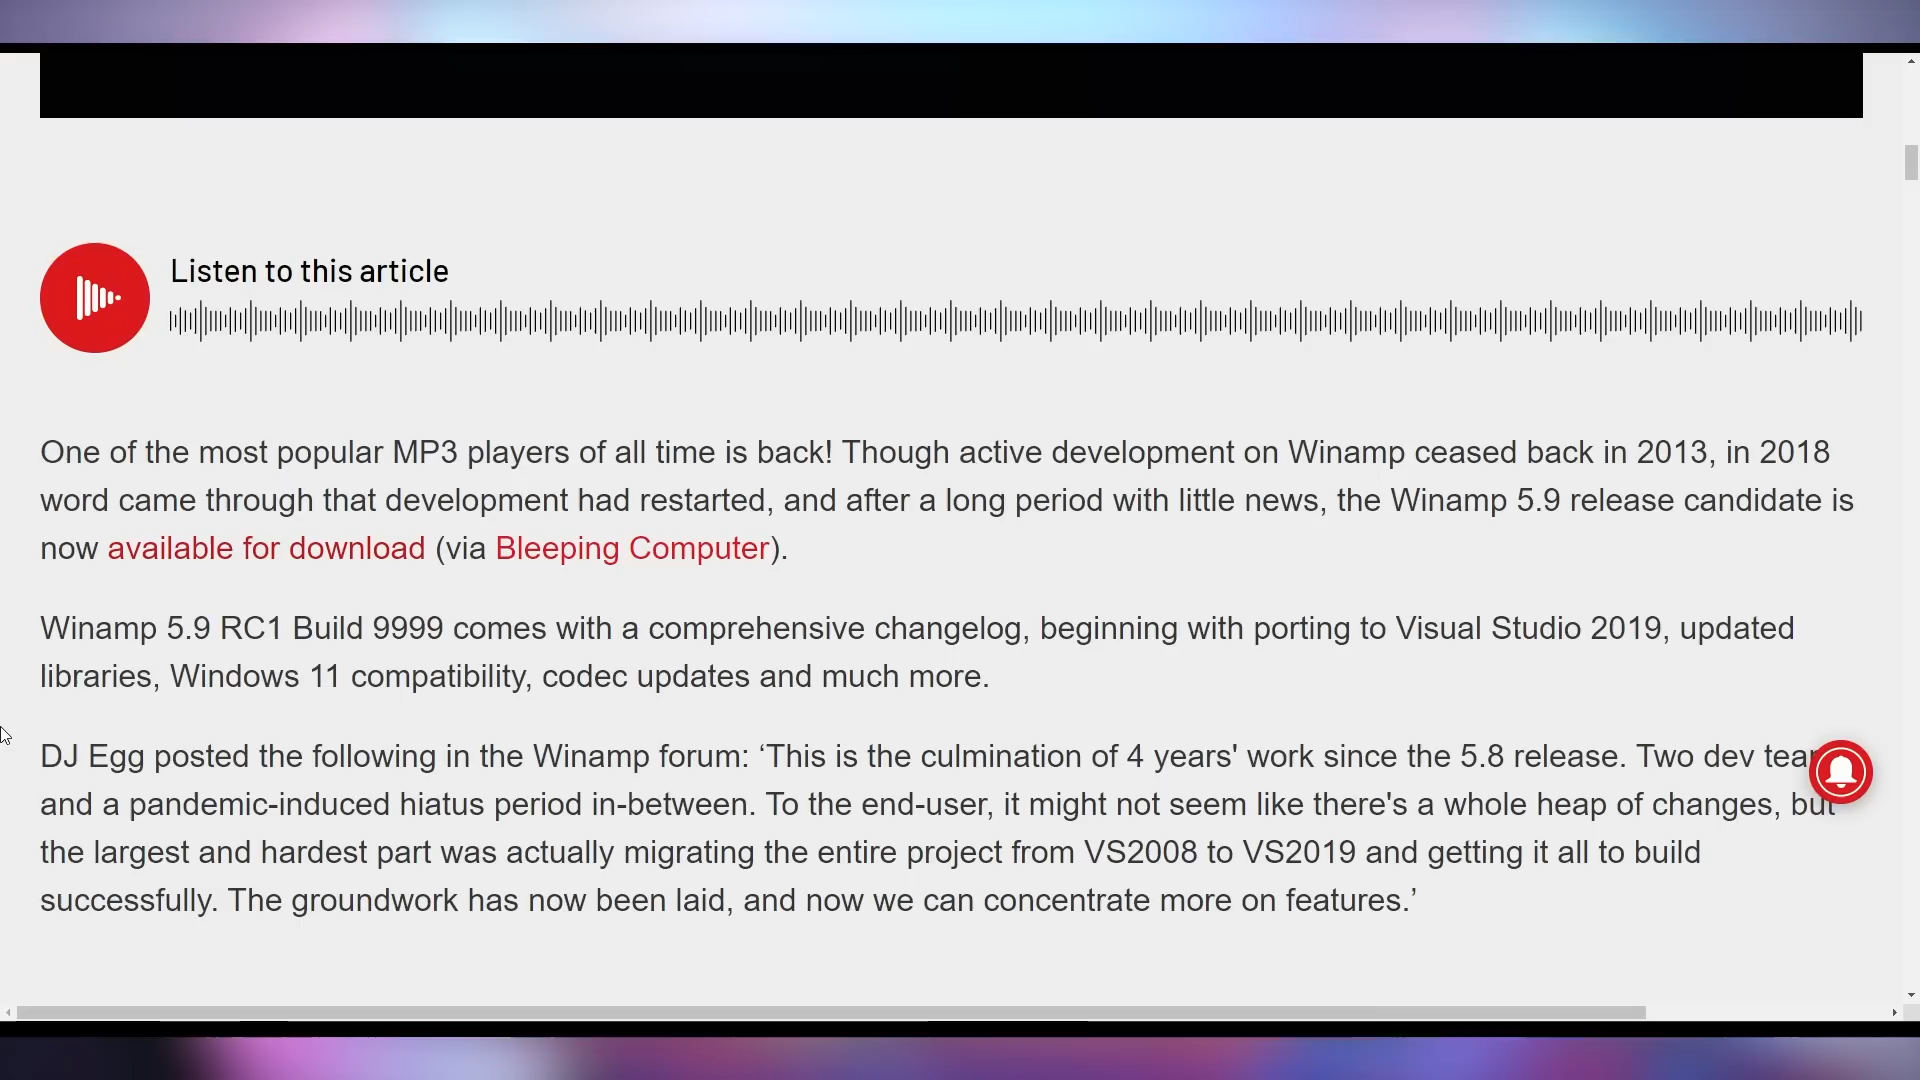 Listen to this article
One of the most popular MP3 players of all time is back! Though active development on Winamp ceased back in 2013, in 2018
word came through that development had restarted, and after a long period with little news, the Winamp 5.9 release candidate is
now available for download (via Bleeping Computer).
Winamp 5.9 RC1 Build 9999 comes with a comprehensive changelog, beginning with porting to Visual Studio 2019, updated
libraries, Windows 11 compatibility, codec updates and much more.
DJ Egg posted the following in the Winamp forum: ‘This is the culmination of 4 years' work since the 5.8 release. Two dev
and a pandemic-induced hiatus period in-between. To the end-user, it might not seem like there's a whole heap of changes, but
the largest and hardest part was actually migrating the entire project from VS2008 to VS2019 and getting it all to build
successfully. The groundwork has now been laid, and now we can concentrate more on features.’